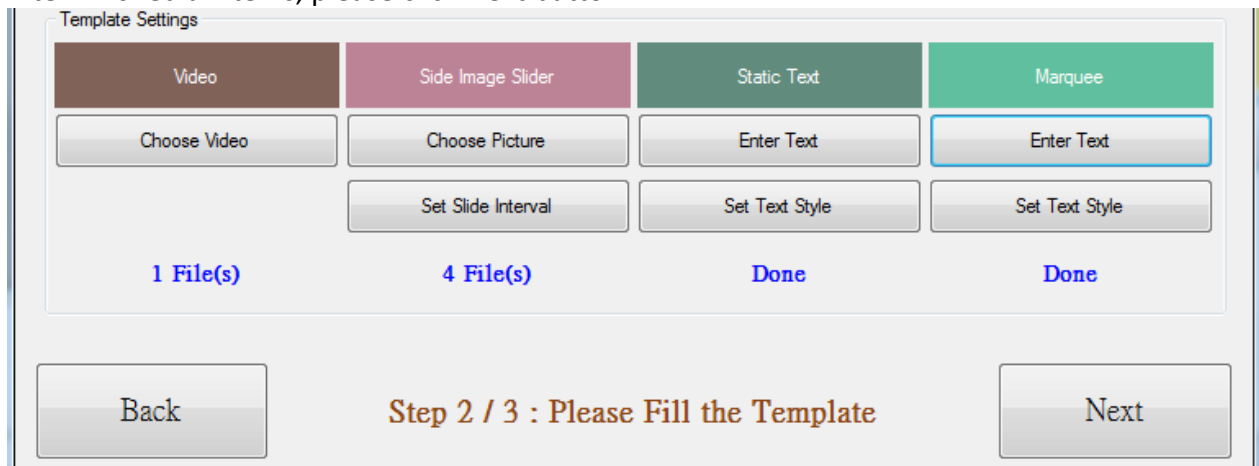 Template Settings
Video Side Image Slider Static Text Marquee
Choose Video Choose Picture Enter Text Enter Text
Set Slide Interval Set Text Style Set Text Style
1 File(s) 4 File(s) Done Done
Back Step 2 / 3 : Please Fill the Template Next